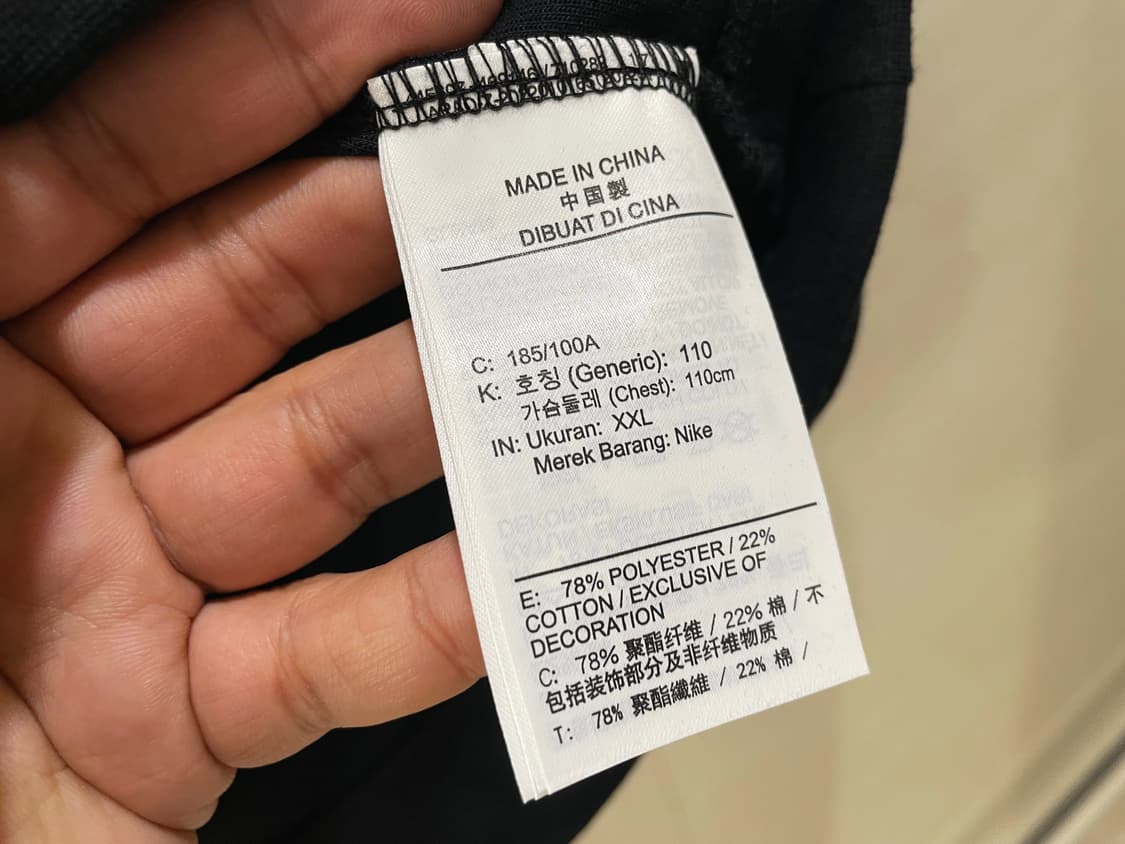 MADE IN CHINA
中国製
DIBUAT DI CINA
C: 185/100A
K: 호칭 (Generic): 110
가슴둘레 (Chest): 110cm
IN: Ukuran: XXL
Merek Barang: Nike
E: 78% POLYESTER / 22%
COTTON / EXCLUSIVE OF
DECORATION
C: 78% 聚酯纤维 / 22% 棉 / 不
包括装饰部分及非纤维物质
T: 78% 聚酯纖維 / 22% 棉 /